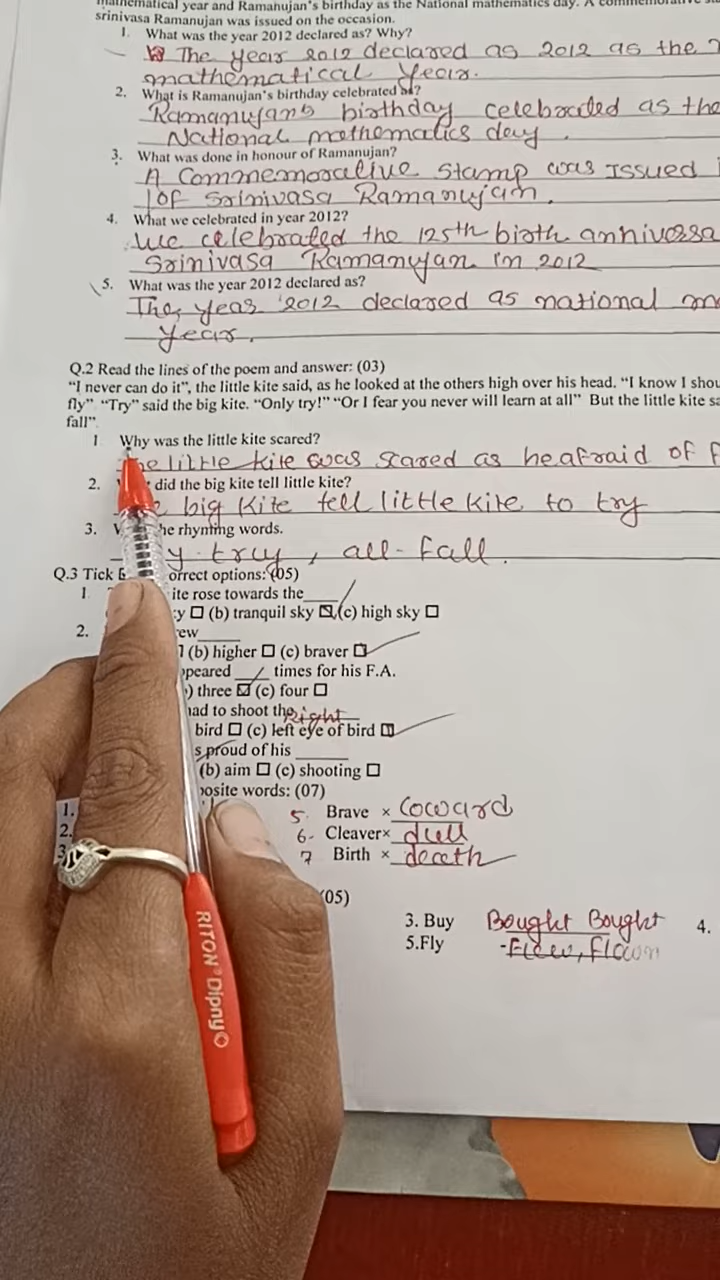 mathematical year and Ramanujan's birthday as the National mathematics day. A commemorative
srinivasa Ramanujan was issued on the occasion.
1. What was the year 2012 declared as? Why?
The year 2012 declared as 2012 as the
mathematical year.
2. What is Ramanujan's birthday celebrated as?
Ramanujans birthday celebrated as the
National mathematics day.
3. What was done in honour of Ramanujan?
A Commemorative stamp was Issued
of Srinivasa Ramanujan.
4. What we celebrated in year 2012?
We celebrated the 125th birth
Srinivasa Ramanujan in 2012
5. What was the year 2012 declared as?
The year 2012 declared as national
year.
Q.2 Read the lines of the poem and answer: (03)
"I never can do it", the little kite said, as he looked at the others high over his head. "I know I
fly" "Try" said the big kite. "Only try!" "Or I fear you never will learn at all" But the little kite
fall".
1 Why was the little kite scared?
little kite was scared as he afraid of
2. did the big kite tell little kite?
big kite tell little kite to try
3. rhyming words.
, all-fall.
Q.3 Tick orrect options: (05)
1 ite rose towards the
(b) tranquil sky (c) high sky
2.
(b) higher (c) braver
times for his F.A.
three (c) four
had to shoot the Right
bird (c) left eye of bird
s proud of his
(b) aim (c) shooting
posite words: (07)
1. 5. Brave × coward
2. 6- Cleaver× dull
3 7 Birth × death
(05)
3. Buy Bought Bought 4.
5.Fly -Flew, flown
RITON Dipny